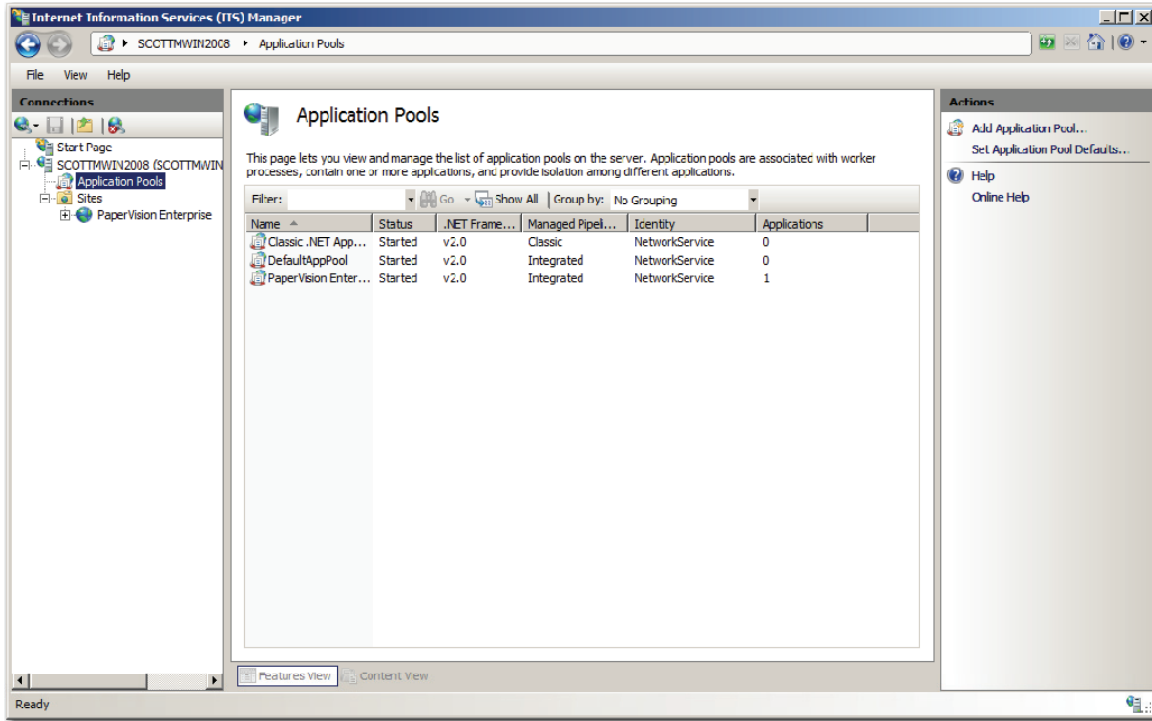 Internet Information Services (IIS) Manager
SCOTTMWIN2008 Application Pools
File View Help
Connections
Start Page
SCOTTMWIN2008 (SCOTTMWIN
Application Pools
Sites
PaperVision Enterprise
Application Pools
This page lets you view and manage the list of application pools on the server. Application pools are associated with worker
processes, contain one or more applications, and provide isolation among different applications.
Filter: Go Show All Group by: No Grouping
Name Status .NET Frame... Managed Pipel... Identity Applications
Classic .NET App... Started v2.0 Classic NetworkService 0
DefaultAppPool Started v2.0 Integrated NetworkService 0
PaperVision Enter... Started v2.0 Integrated NetworkService 1
Features View Content View
Actions
Add Application Pool...
Set Application Pool Defaults...
Help
Online Help
Ready